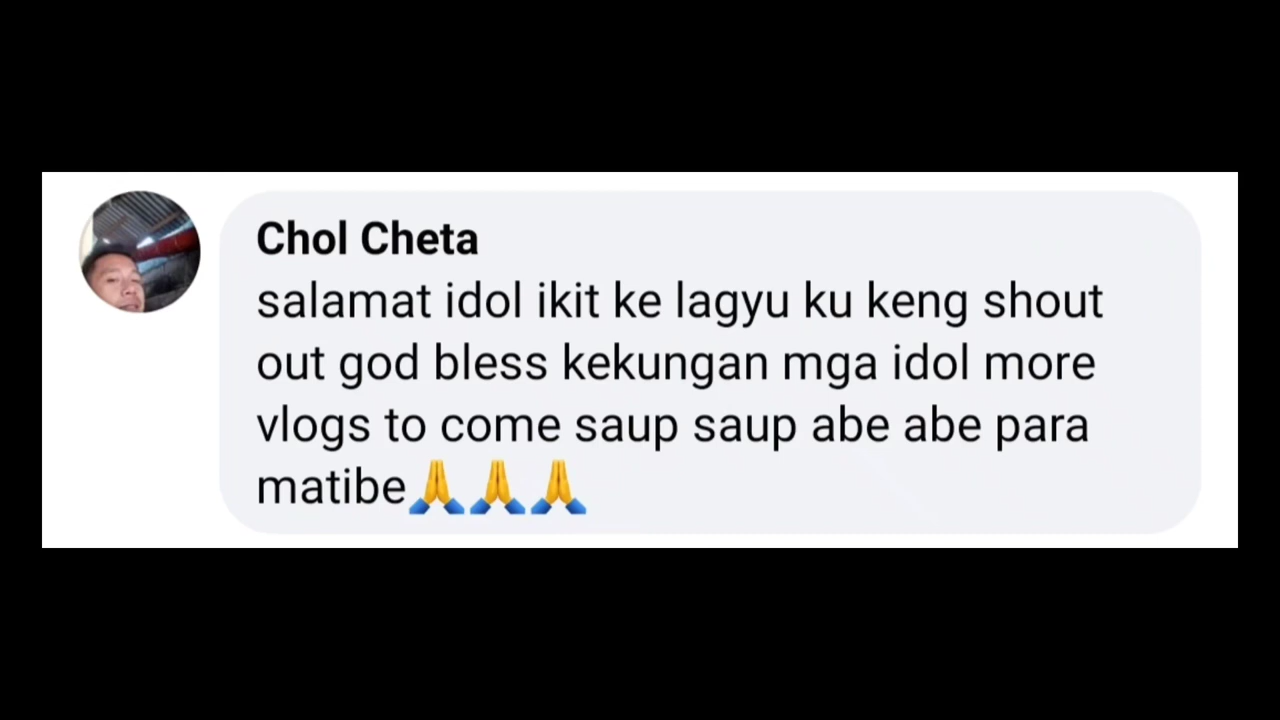 Chol Cheta
salamat idol ikit ke lagyu ku keng shout
out god bless kekungan mga idol more
vlogs to come saup saup abe abe para
matibe🙏🙏🙏